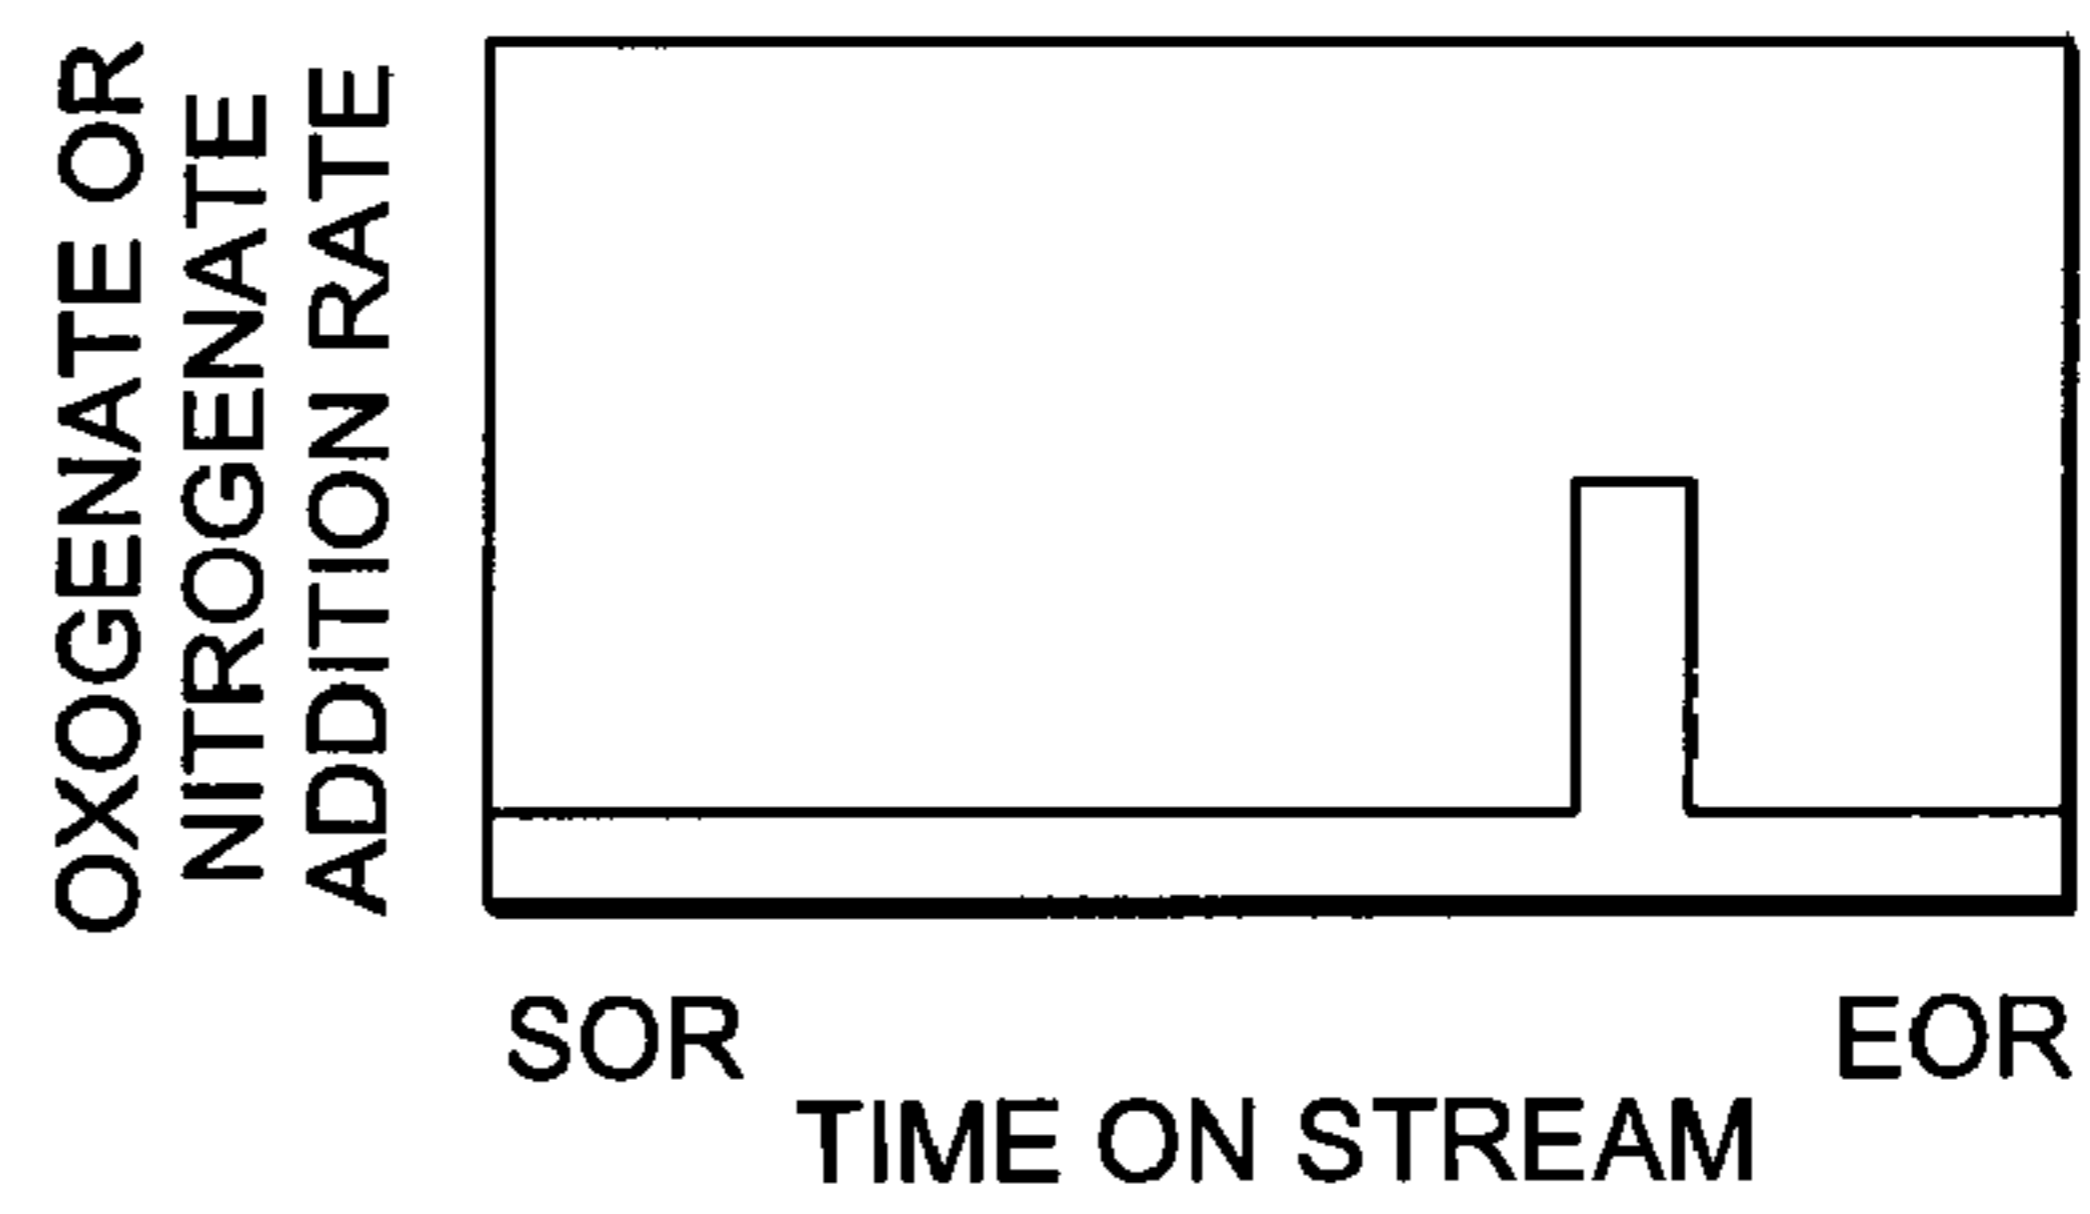 OXOGENATE OR
NITROGENATE
ADDITION RATE
SOR EOR
TIME ON STREAM